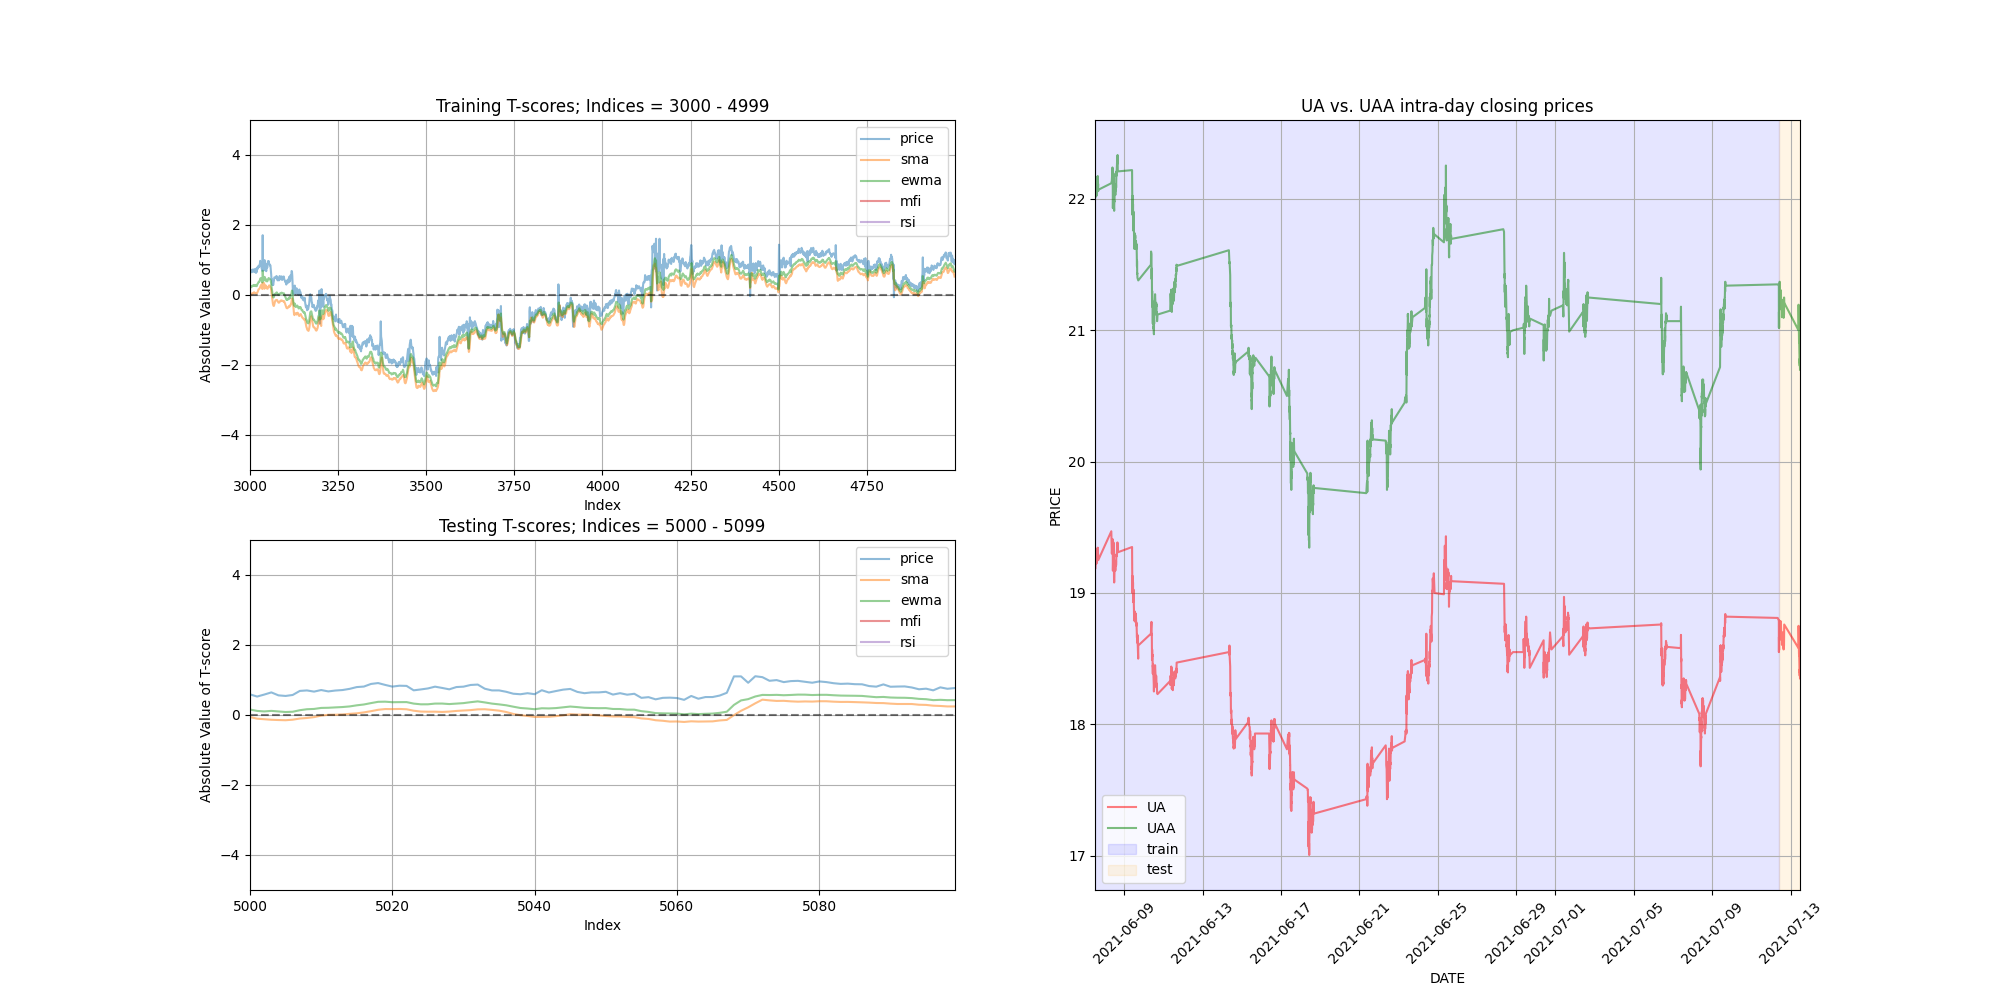 Training T-scores; Indices = 3000 - 4999
Absolute Value of T-score
4
2
0
−2
−4
price
sma
ewma
mfi
rsi
3000 3250 3500 3750 4000 4250 4500 4750
Index
Testing T-scores; Indices = 5000 - 5099
Absolute Value of T-score
4
2
0
−2
−4
price
sma
ewma
mfi
rsi
5000 5020 5040 5060 5080
Index
UA vs. UAA intra-day closing prices
PRICE
22
21
20
19
18
17
UA
UAA
train
test
2021-06-09 2021-06-13 2021-06-17 2021-06-21 2021-06-25 2021-06-29 2021-07-01 2021-07-05 2021-07-09 2021-07-13
DATE